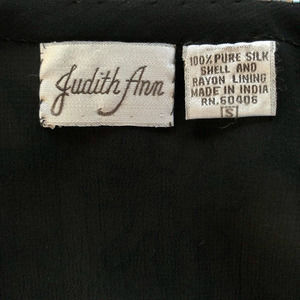 Judith Ann
100% PURE SILK
SHELL AND
RAYON LINING
MADE IN INDIA
RN.60406
S